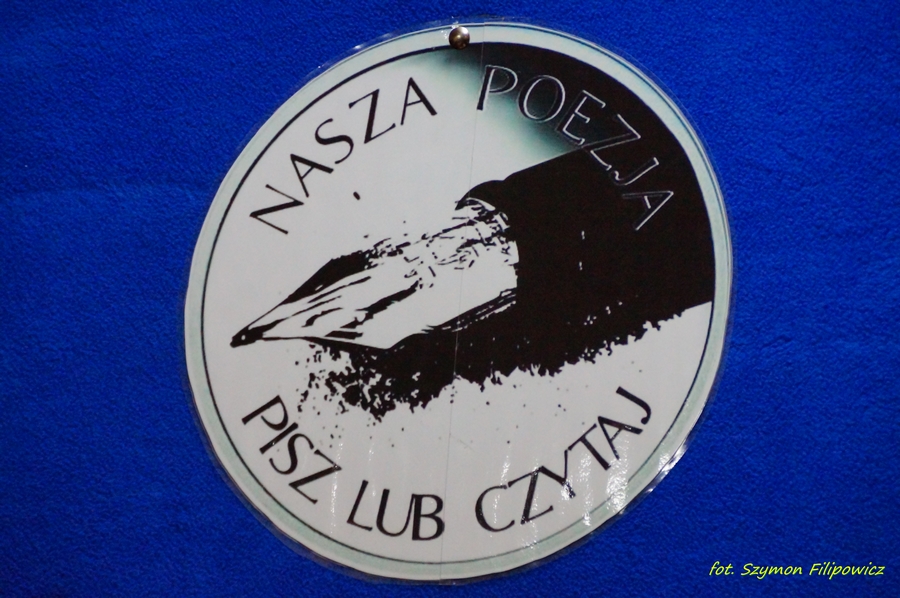 NASZA POEZJA
PISZ LUB CZYTAJ
fot. Szymon Filipowicz